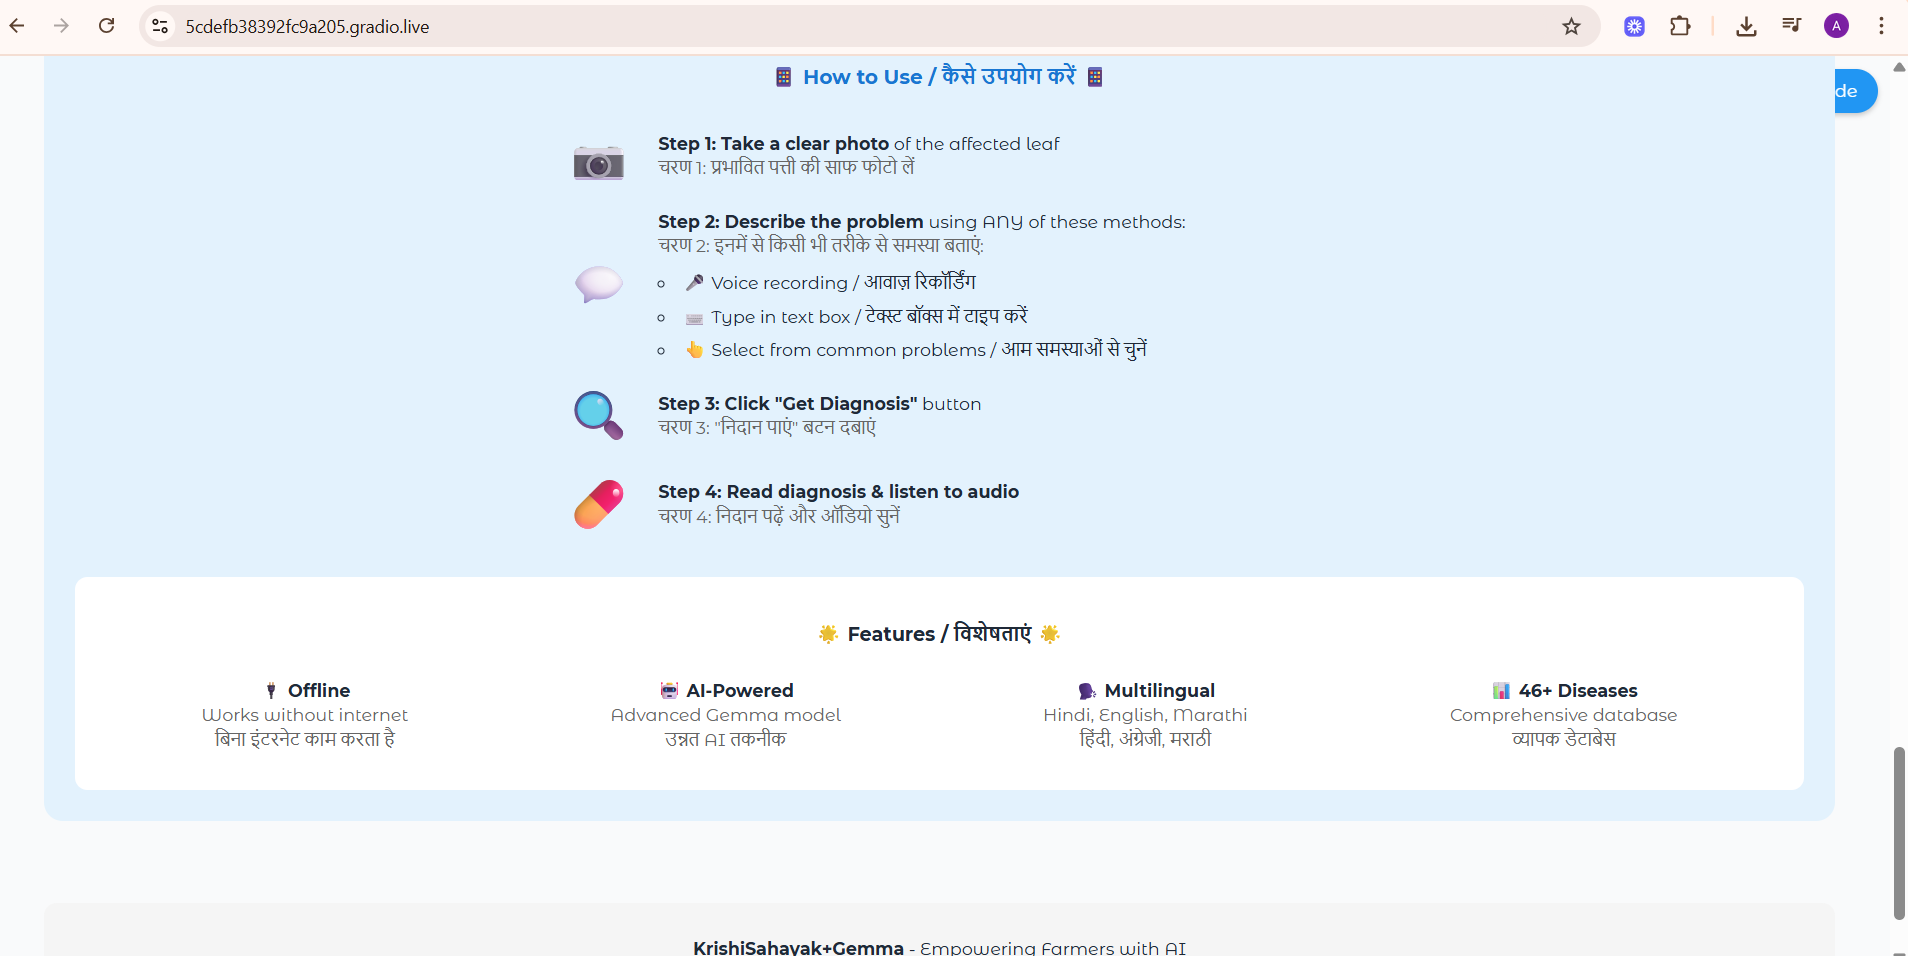 5cdefb38392fc9a205.gradio.live
A
How to Use / कैसे उपयोग करें
de
Step 1: Take a clear photo of the affected leaf
चरण 1: प्रभावित पत्ती की साफ फोटो लें
Step 2: Describe the problem using ANY of these methods:
चरण 2: इनमें से किसी भी तरीके से समस्या बताएं:
Voice recording / आवाज़ रिकॉर्डिंग
Type in text box / टेक्स्ट बॉक्स में टाइप करें
Select from common problems / आम समस्याओं से चुनें
Step 3: Click "Get Diagnosis" button
चरण 3: "निदान पाएं" बटन दबाएं
Step 4: Read diagnosis & listen to audio
चरण 4: निदान पढ़ें और ऑडियो सुनें
Features / विशेषताएं
Offline
Works without internet
बिना इंटरनेट काम करता है
AI-Powered
Advanced Gemma model
उन्नत AI तकनीक
Multilingual
Hindi, English, Marathi
हिंदी, अंग्रेजी, मराठी
46+ Diseases
Comprehensive database
व्यापक डेटाबेस
KrishiSahayak+Gemma - Empowering Farmers with AI